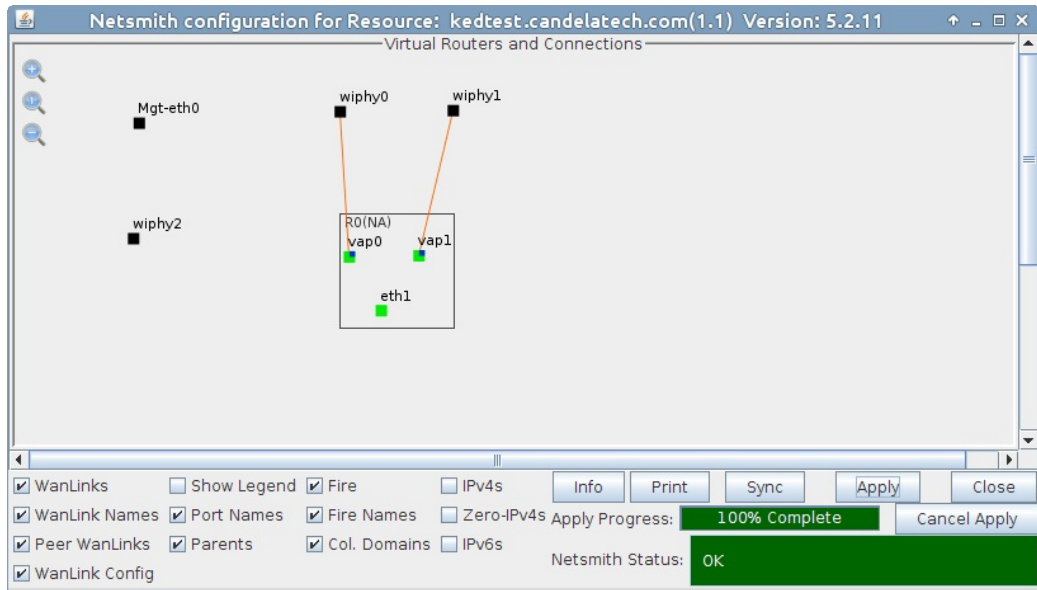 Netsmith configuration for Resource: kedtest.candelatech.com(1.1) Version: 5.2.11
Virtual Routers and Connections
Mgt-eth0
wiphy0
wiphy1
wiphy2
R0(NA)
vap0
vap1
eth1
WanLinks
Show Legend
Fire
IPv4s
Info
Print
Sync
Apply
Close
WanLink Names
Port Names
Fire Names
Zero-IPv4s
Apply Progress:
100% Complete
Cancel Apply
Peer WanLinks
Parents
Col. Domains
IPv6s
Netsmith Status:
OK
WanLink Config